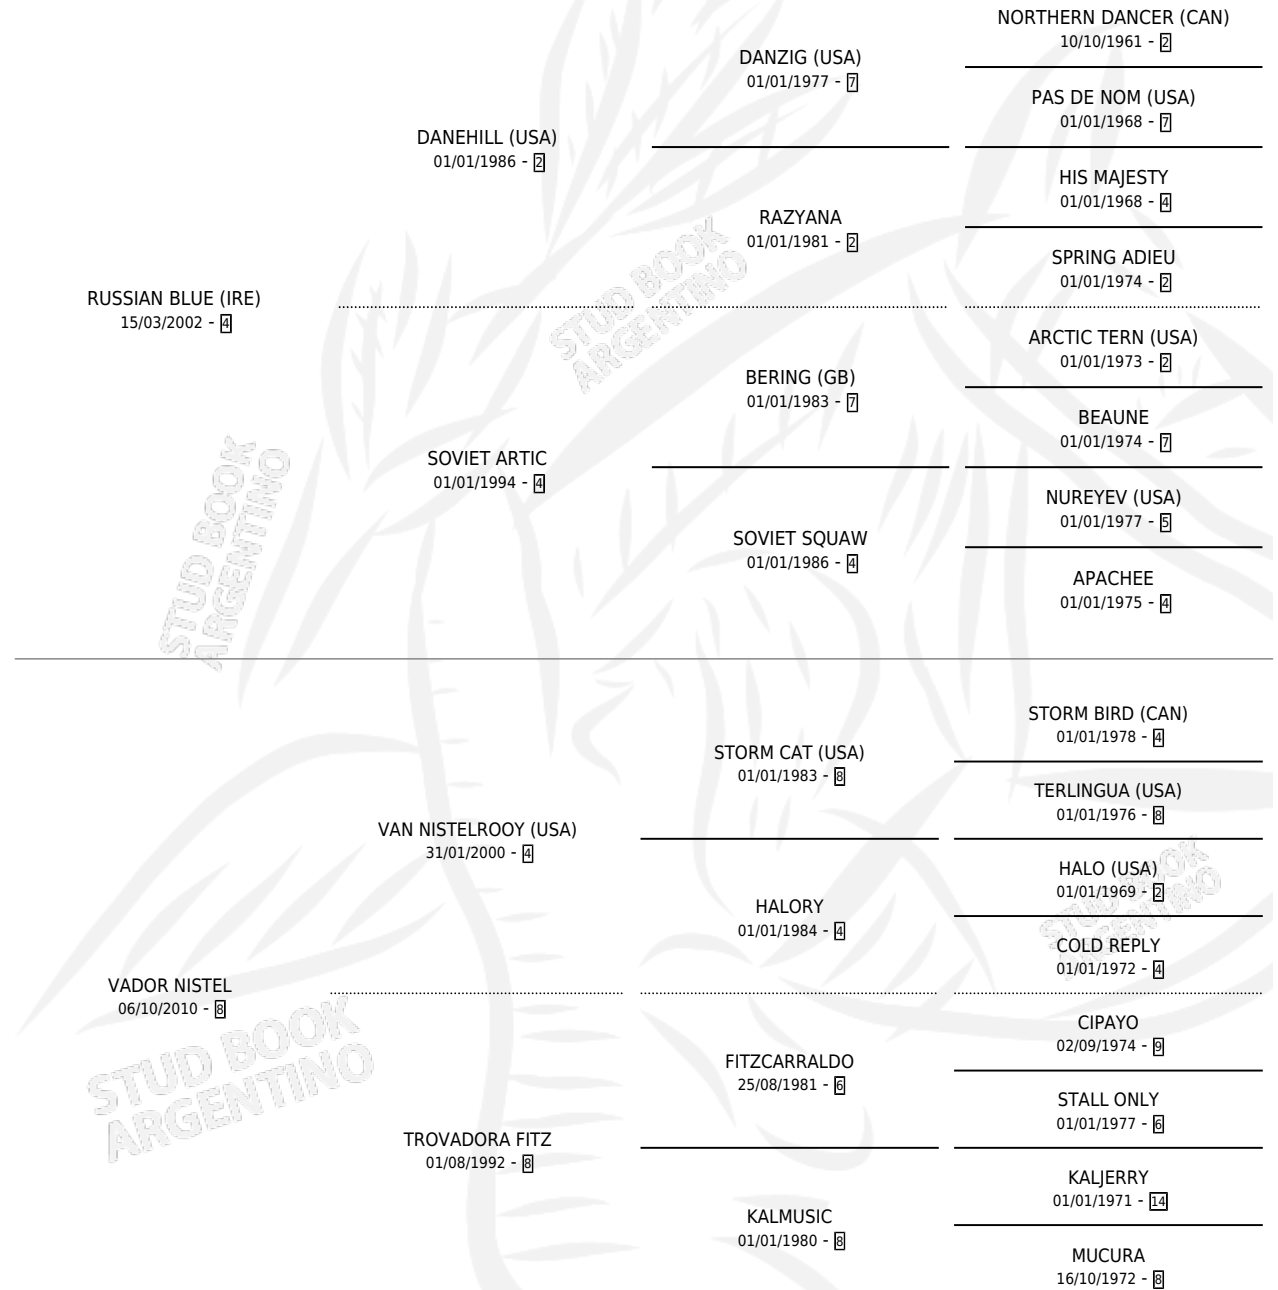 NORTHERN DANCER (CAN)
10/10/1961 - 2
DANZIG (USA)
01/01/1977 - 7
PAS DE NOM (USA)
01/01/1968 - 7
DANEHILL (USA)
01/01/1986 - 2
HIS MAJESTY
01/01/1968 - 4
RAZYANA
01/01/1981 - 2
SPRING ADIEU
01/01/1974 - 2
RUSSIAN BLUE (IRE)
15/03/2002 - 4
STUD BOOK
ARGENTINO
ARCTIC TERN (USA)
01/01/1973 - 2
BERING (GB)
01/01/1983 - 7
BEAUNE
01/01/1974 - 7
SOVIET ARTIC
01/01/1994 - 4
NUREYEV (USA)
01/01/1977 - 5
SOVIET SQUAW
01/01/1986 - 4
APACHEE
01/01/1975 - 4
STUD BOOK
ARGENTINO
STORM BIRD (CAN)
01/01/1978 - 4
STORM CAT (USA)
01/01/1983 - 8
TERLINGUA (USA)
01/01/1976 - 8
VAN NISTELROOY (USA)
31/01/2000 - 4
HALO (USA)
01/01/1969 - 2
HALORY
01/01/1984 - 4
STUD BOOK
ARGENTINO
COLD REPLY
01/01/1972 - 4
VADOR NISTEL
06/10/2010 - 8
STUD BOOK
ARGENTINO
CIPAYO
02/09/1974 - 9
FITZCARRALDO
25/08/1981 - 6
STALL ONLY
01/01/1977 - 6
TROVADORA FITZ
01/08/1992 - 8
KALJERRY
01/01/1971 - 14
KALMUSIC
01/01/1980 - 8
MUCURA
16/10/1972 - 8